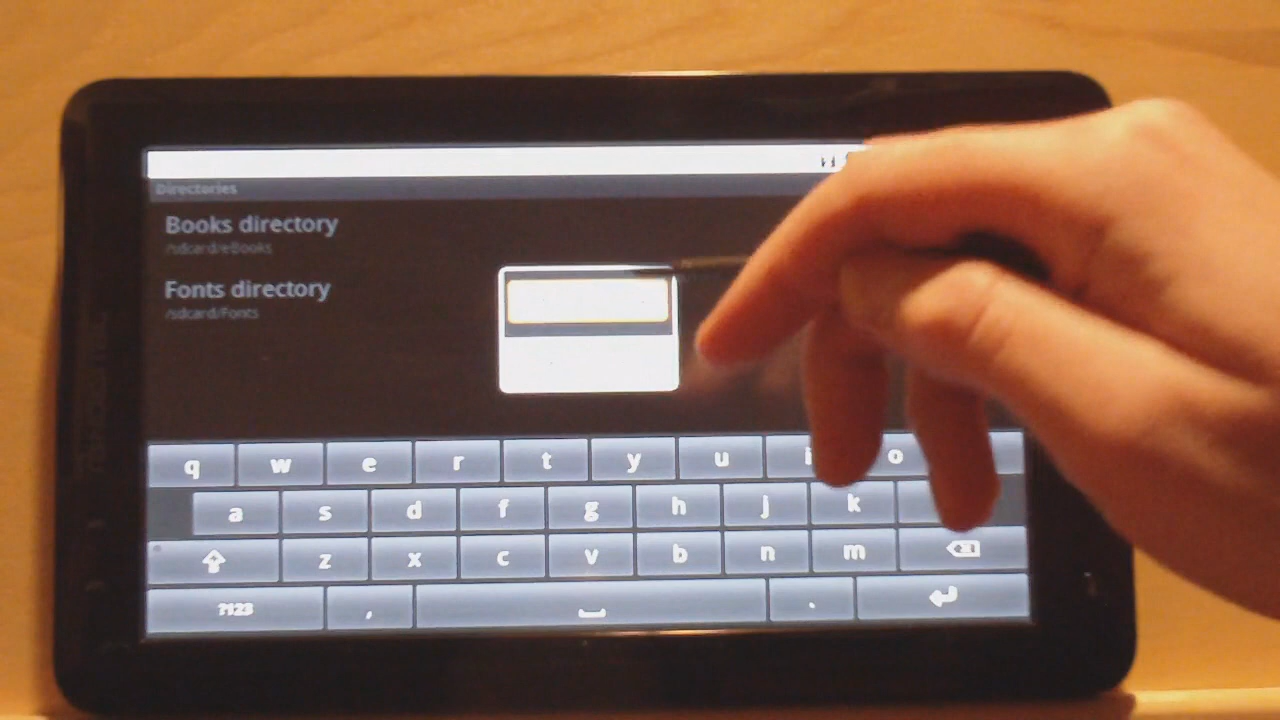 Directories
Books directory
/sdcard/eBooks
Fonts directory
/sdcard/Fonts
q w e r t y u i o
a s d f g h j k
z x c v b n m
?123 , .